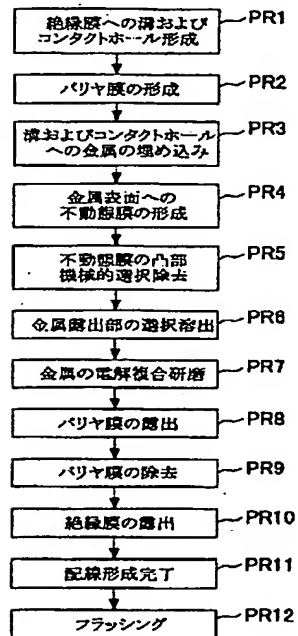 絶縁膜への溝および
コンタクトホール形成
PR1
バリヤ膜の形成
PR2
溝およびコンタクトホール
への金属の埋め込み
PR3
金属表面への
不動態膜の形成
PR4
不動態膜の凸部
機械的選択除去
PR5
金属露出部の選択溶出
PR6
金属の電解複合研磨
PR7
バリヤ膜の露出
PR8
バリヤ膜の除去
PR9
絶縁膜の露出
PR10
配線形成完了
PR11
フラッシング
PR12